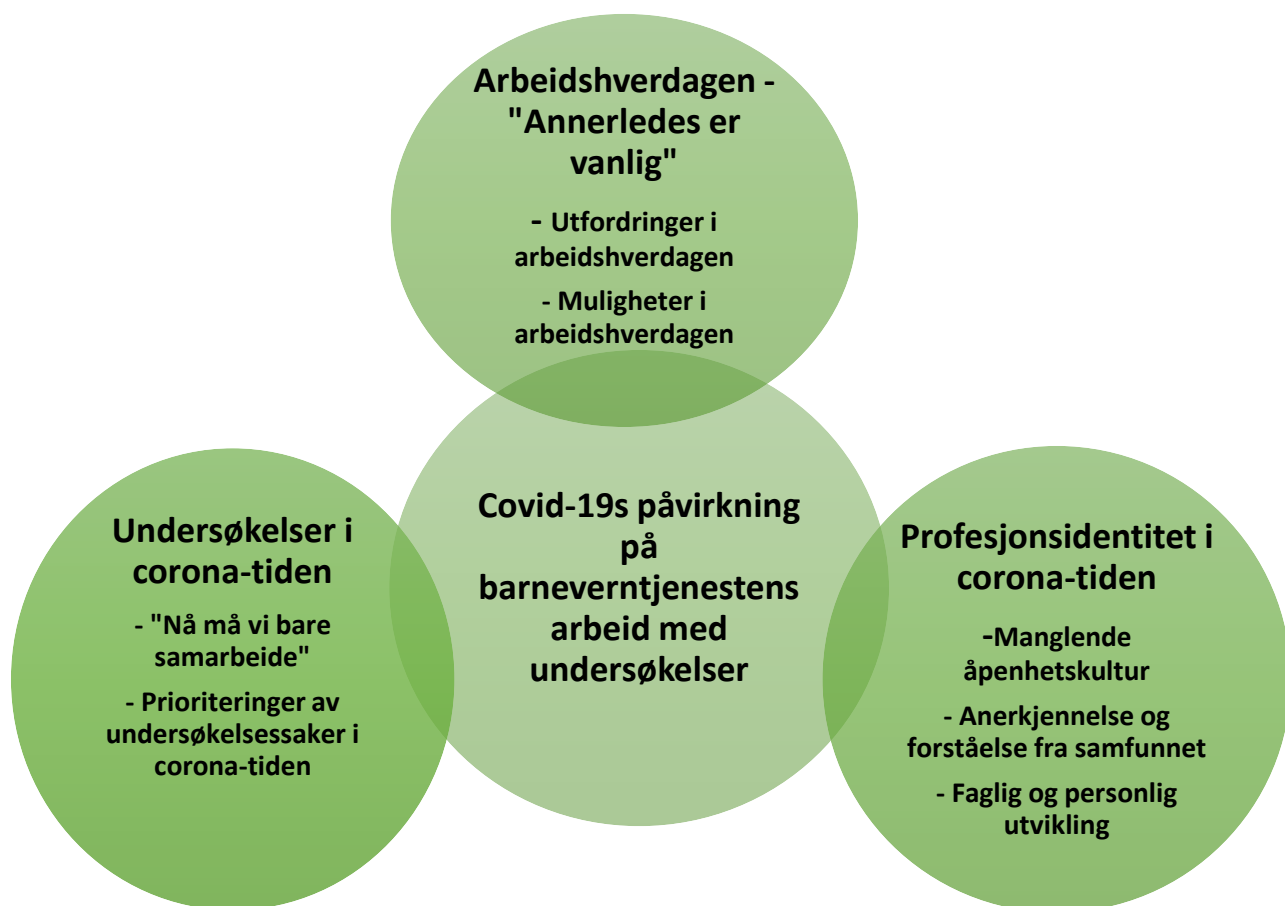 Arbeidshverdagen -
"Annerledes er
vanlig"
- Utfordringer i
arbeidshverdagen
- Muligheter i
arbeidshverdagen
Covid-19s påvirkning
på
barneverntjenestens
arbeid med
undersøkelser
Undersøkelser i
corona-tiden
- "Nå må vi bare
samarbeide"
- Prioriteringer av
undersøkelsessaker i
corona-tiden
Profesjonsidentitet i
corona-tiden
-Manglende
åpenhetskultur
- Anerkjennelse og
forståelse fra samfunnet
- Faglig og personlig
utvikling